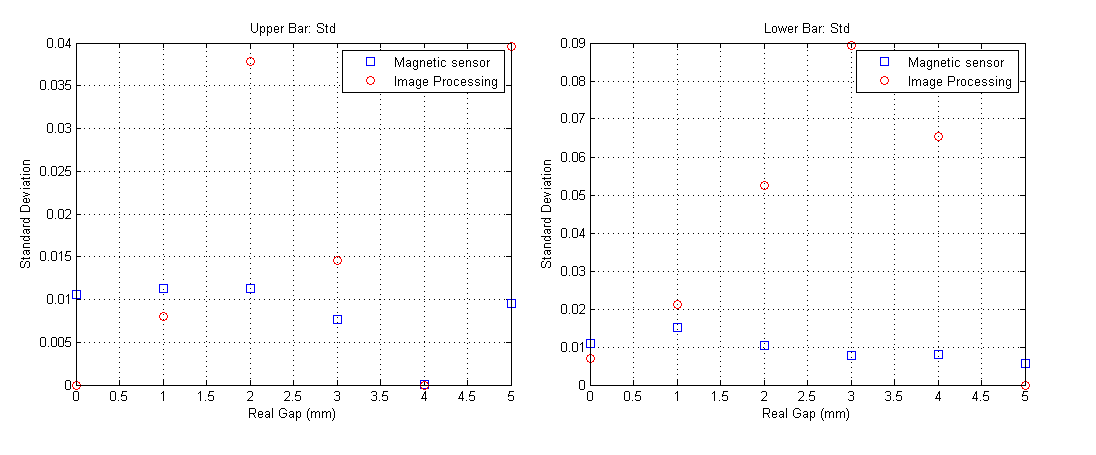 Upper Bar: Std
0.04
0.035
0.03
0.025
0.02
0.015
0.01
0.005
0
Standard Deviation
Magnetic sensor
Image Processing
0 0.5 1 1.5 2 2.5 3 3.5 4 4.5 5
Real Gap (mm)
Lower Bar: Std
0.09
0.08
0.07
0.06
0.05
0.04
0.03
0.02
0.01
0
Standard Deviation
Magnetic sensor
Image Processing
0 0.5 1 1.5 2 2.5 3 3.5 4 4.5 5
Real Gap (mm)